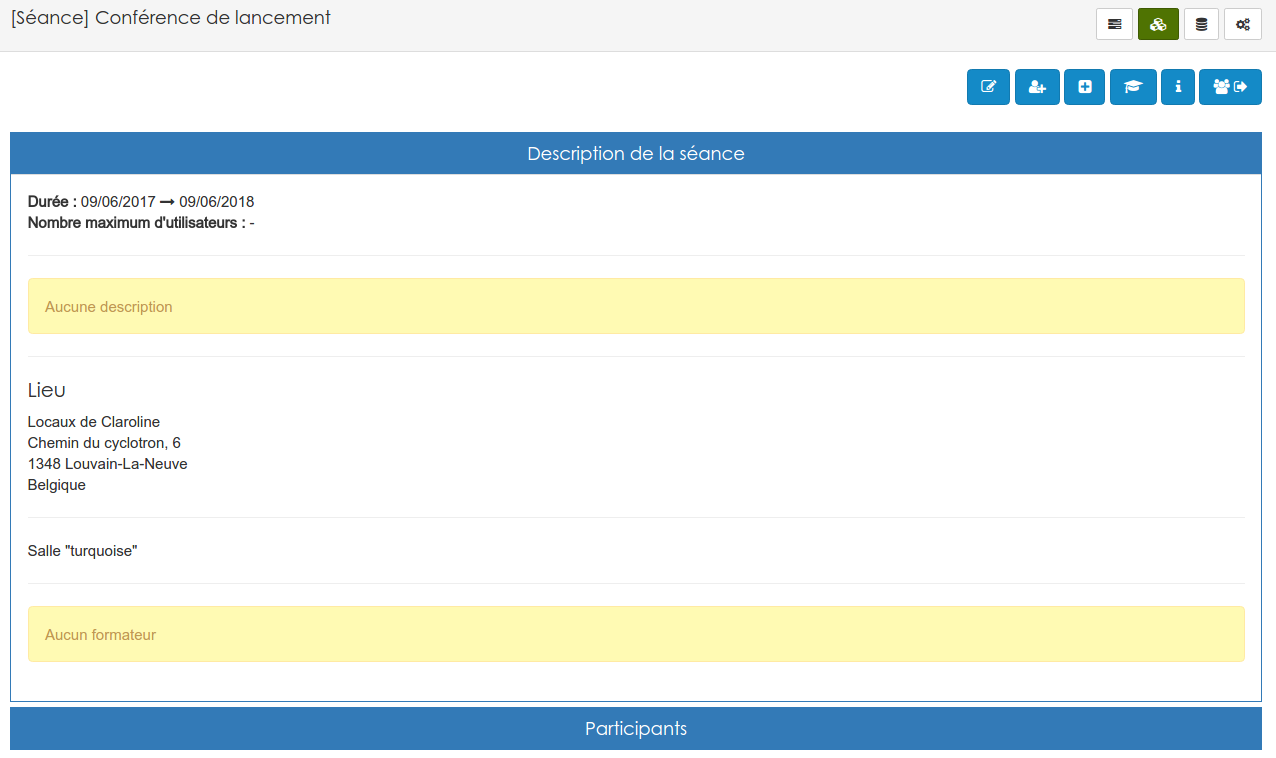 [Séance] Conférence de lancement
Description de la séance
Durée : 09/06/2017 → 09/06/2018
Nombre maximum d'utilisateurs : -
Aucune description
Lieu
Locaux de Claroline
Chemin du cyclotron, 6
1348 Louvain-La-Neuve
Belgique
Salle "turquoise"
Aucun formateur
Participants